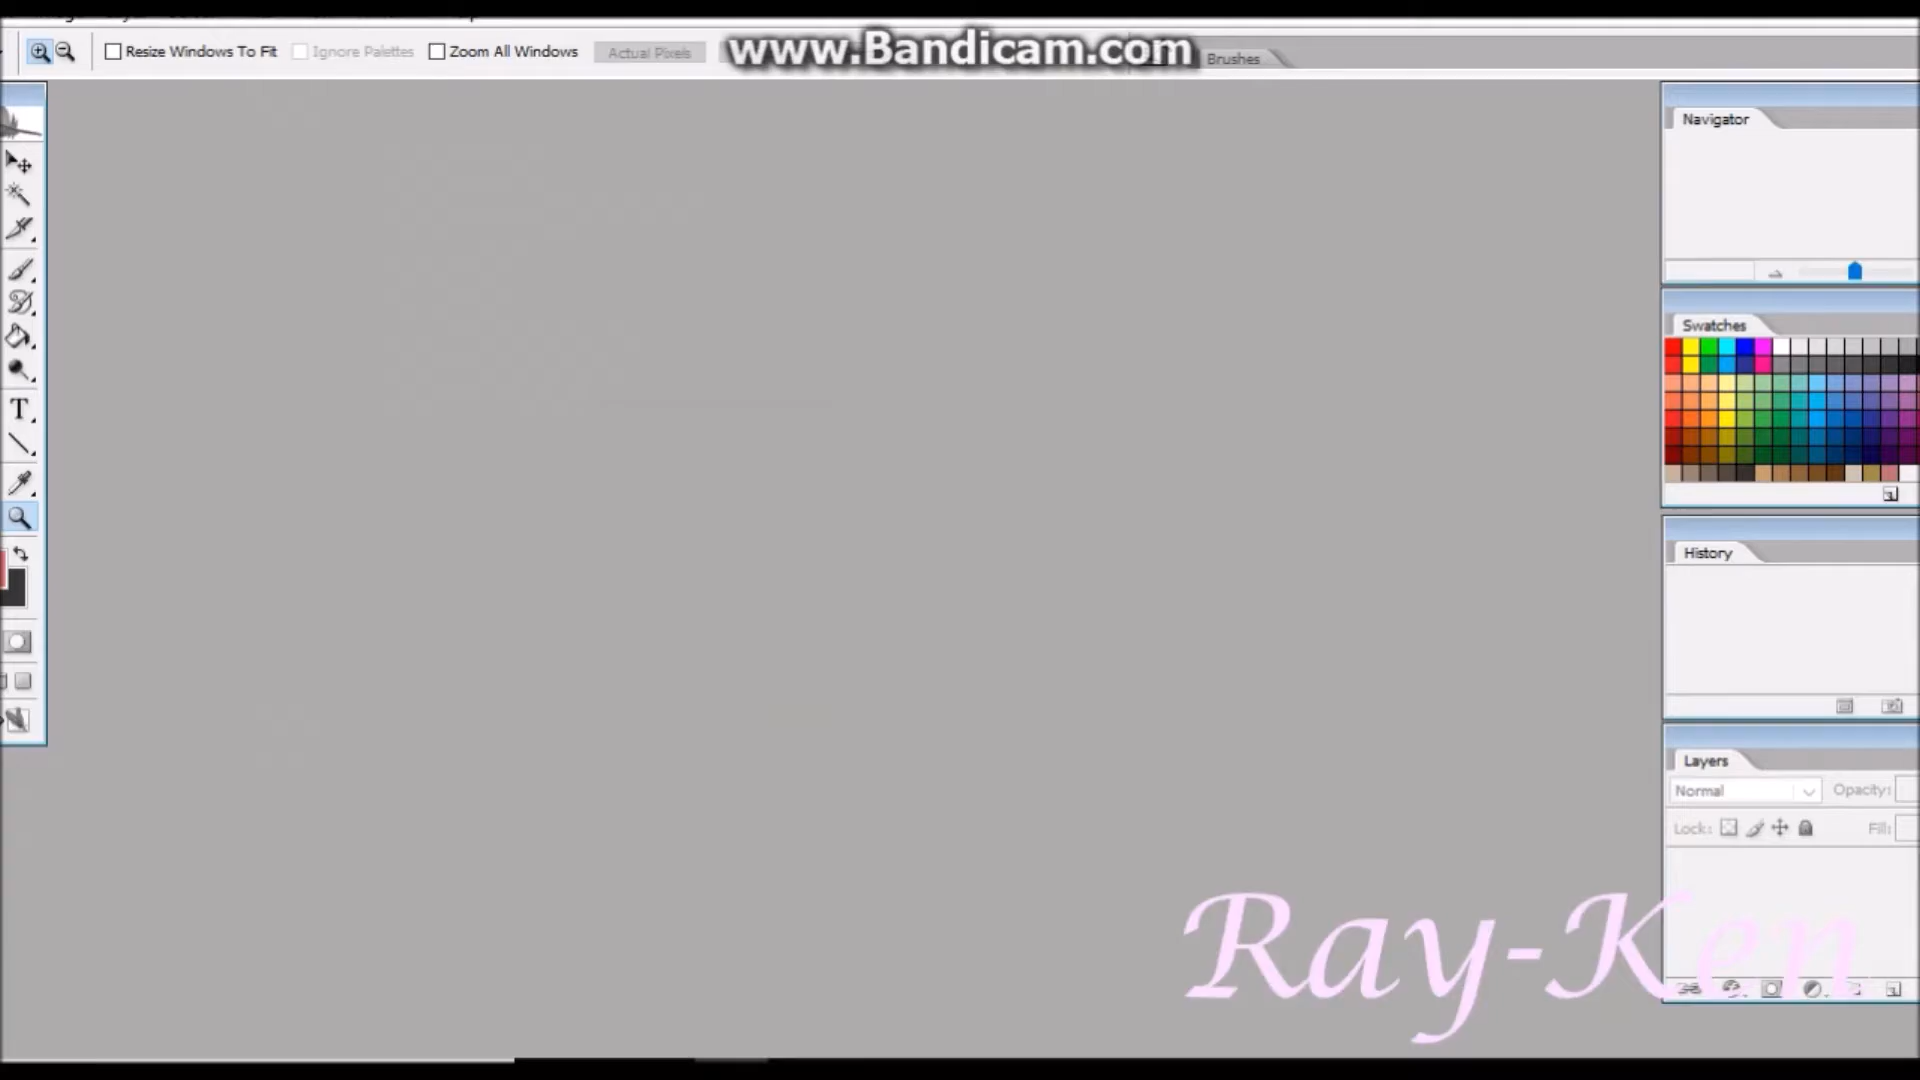 Resize Windows To Fit
Ignore Palettes
Zoom All Windows
Actual Pixels
www.Bandicam.com
Brushes
Navigator
Swatches
T
History
Layers
Normal
Opacity:
Lock:
Fill:
Ray-Ken